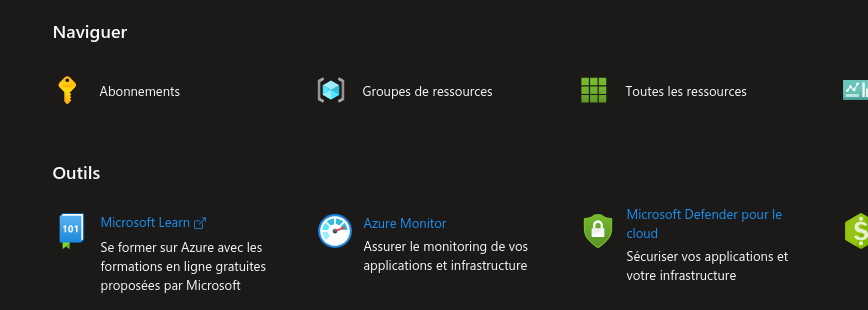 Naviguer
Abonnements
Groupes de ressources
Toutes les ressources
Outils
101
Microsoft Learn
Se former sur Azure avec les
formations en ligne gratuites
proposées par Microsoft
Azure Monitor
Assurer le monitoring de vos
applications et infrastructure
Microsoft Defender pour le
cloud
Sécuriser vos applications et
votre infrastructure
$